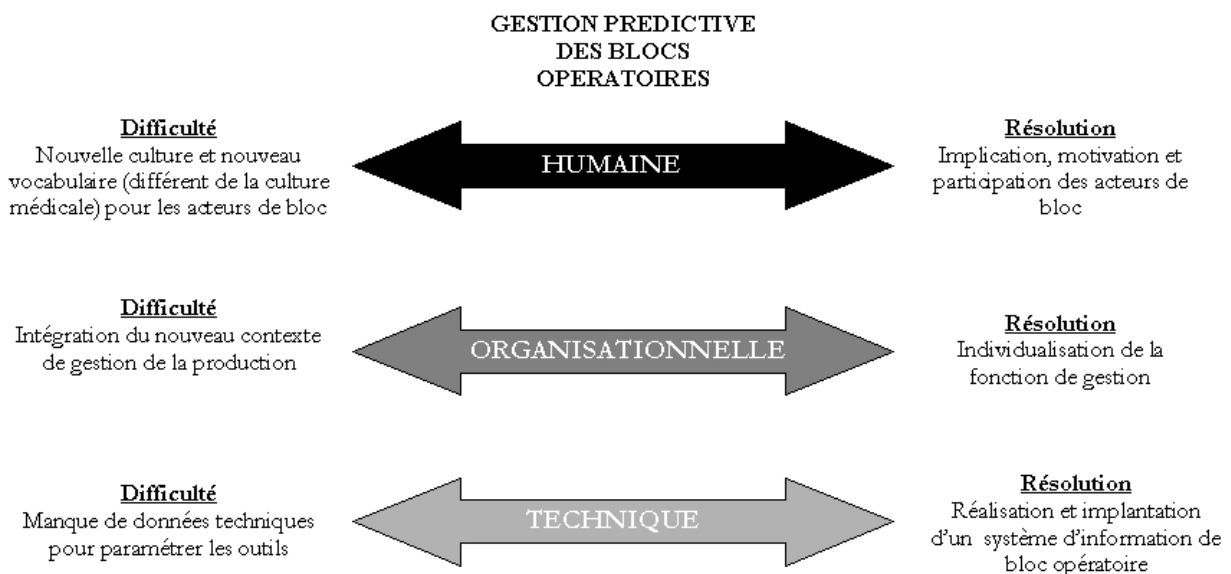 GESTION PREDICTIVE
DES BLOCS
OPERATOIRES
Difficulté
Nouvelle culture et nouveau
vocabulaire (différent de la culture
médicale) pour les acteurs de bloc
HUMAINE
Résolution
Implication, motivation et
participation des acteurs de
bloc
Difficulté
Intégration du nouveau contexte
de gestion de la production
ORGANISATIONNELLE
Résolution
Individualisation de la
fonction de gestion
Difficulté
Manque de données techniques
pour paramétrer les outils
TECHNIQUE
Résolution
Réalisation et implantation
d'un système d'information de
bloc opératoire